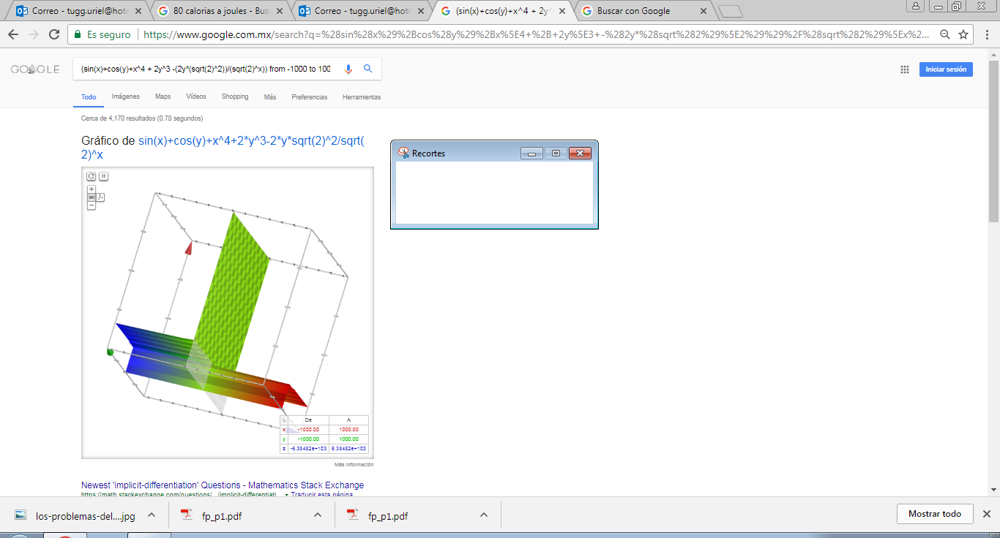 Correo - tugg.uriel@hotr
80 calorias a joules - Bus
Correo - tugg.uriel@hotr
(sin(x)+cos(y)+x^4 + 2y^
Buscar con Google
Es seguro
https://www.google.com.mx/search?q=%28sin%28x%29%2Bcos%28y%29%2Bx%5E4+%2B+2y%5E3+-%282y*%28sqrt%282%29%5E2%29%29%2F%28sqrt%282%29%5Ex%2...
GOOGLE
(sin(x)+cos(y)+x^4 + 2y^3 -(2y*(sqrt(2)^2))/(sqrt(2)^x)) from -1000 to 100
Iniciar sesión
Todo Imágenes Maps Vídeos Shopping Más Preferencias Herramientas
Cerca de 4,170 resultados (0.78 segundos)
Gráfico de sin(x)+cos(y)+x^4+2*y^3-2*y*sqrt(2)^2/sqrt(
2)^x
Recortes
De A
x -1000.00 1000.00
y -1000.00 1000.00
z -6.38482e+103 6.38482e+103
Más información
Newest 'implicit-differentiation' Questions - Mathematics Stack Exchange
https://math.stackexchange.com/questions/.../implicit-differentiati... Traducir esta página
los-problemas-del....jpg
fp_p1.pdf
fp_p1.pdf
Mostrar todo